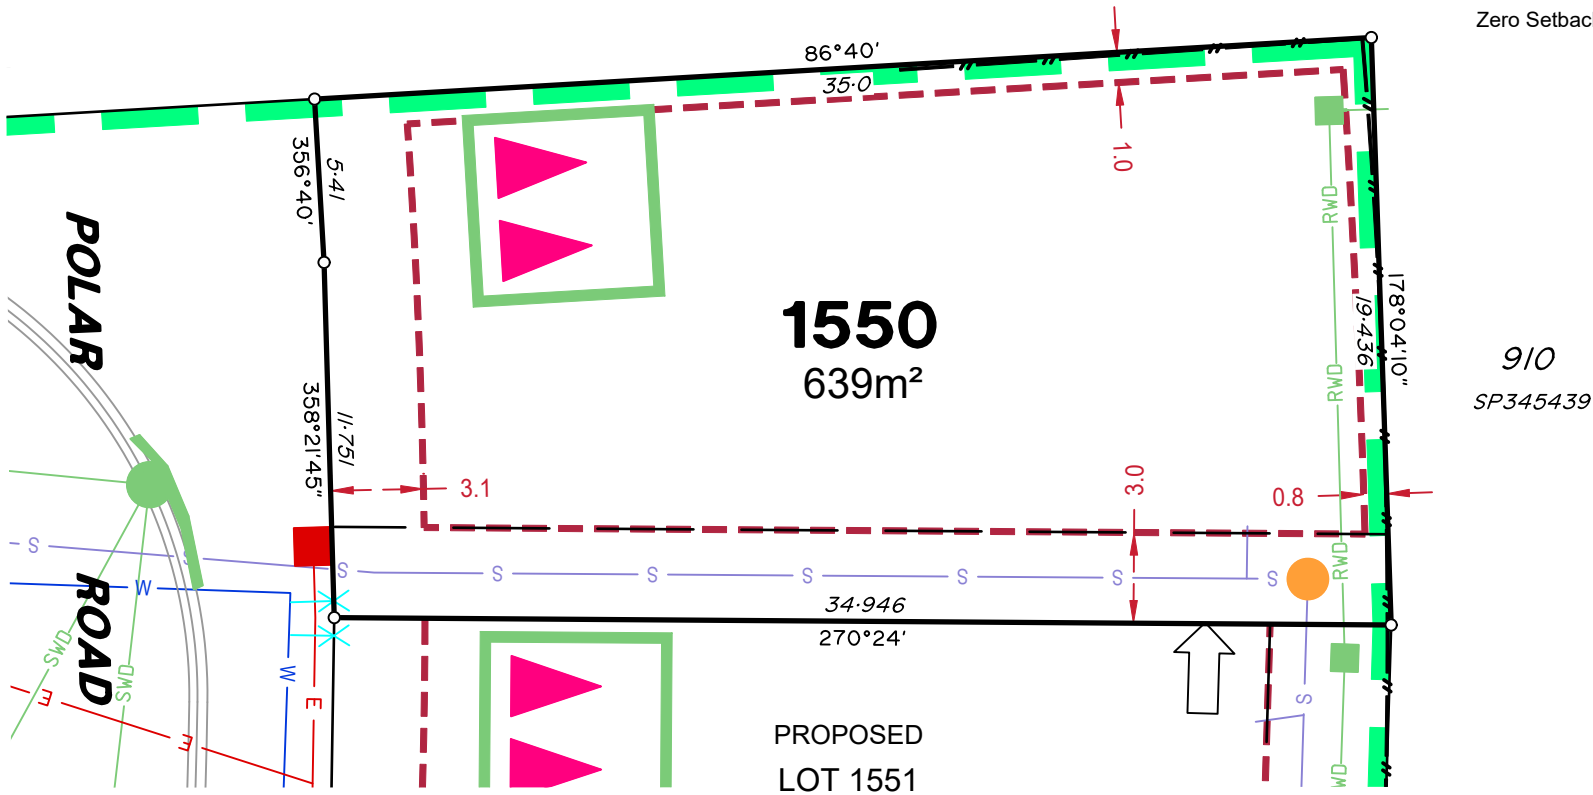 Zero Setbac
86°40'
35·0
5·41
356°40'
1.0
POLAR
RWD
1550
639m²
178°04'10"
19·436
910
SP345439
RWD
11·751
358°21'45"
3.1
3.0
0.8
S
S
S
S
S
S
S
S
S
RWD
W
34·946
270°24'
ROAD
SWD
SWD
W
E
E
E
S
PROPOSED
LOT 1551
WD